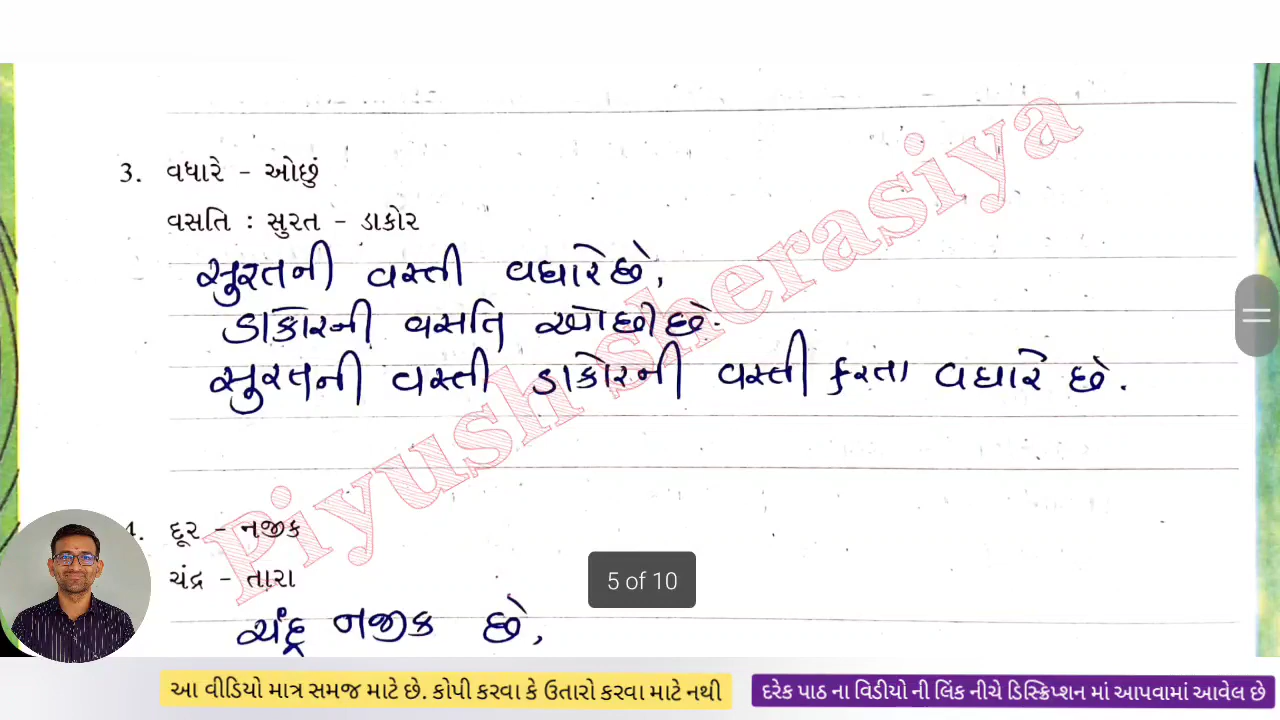 3. વધારે - ઓછું
વસતિ : સુરત - ડાકોર
સુરતની વસ્તી વધારે છે,
ડાકોરની વસતિ ઓછી છે.
સુરતની વસ્તી ડાકોરની વસ્તી કરતા વધારે છે.
Piyush sherasiya
4. દૂર - નજીક
ચંદ્ર - તારા
5 of 10
ચંદ્ર નજીક છે,
આ વીડિયો માત્ર સમજ માટે છે. કોપી કરવા કે ઉતારો કરવા માટે નથી
દરેક પાઠ ના વિડીયો ની લિંક નીચે ડિસ્ક્રિપ્શન માં આપવામાં આવેલ છે